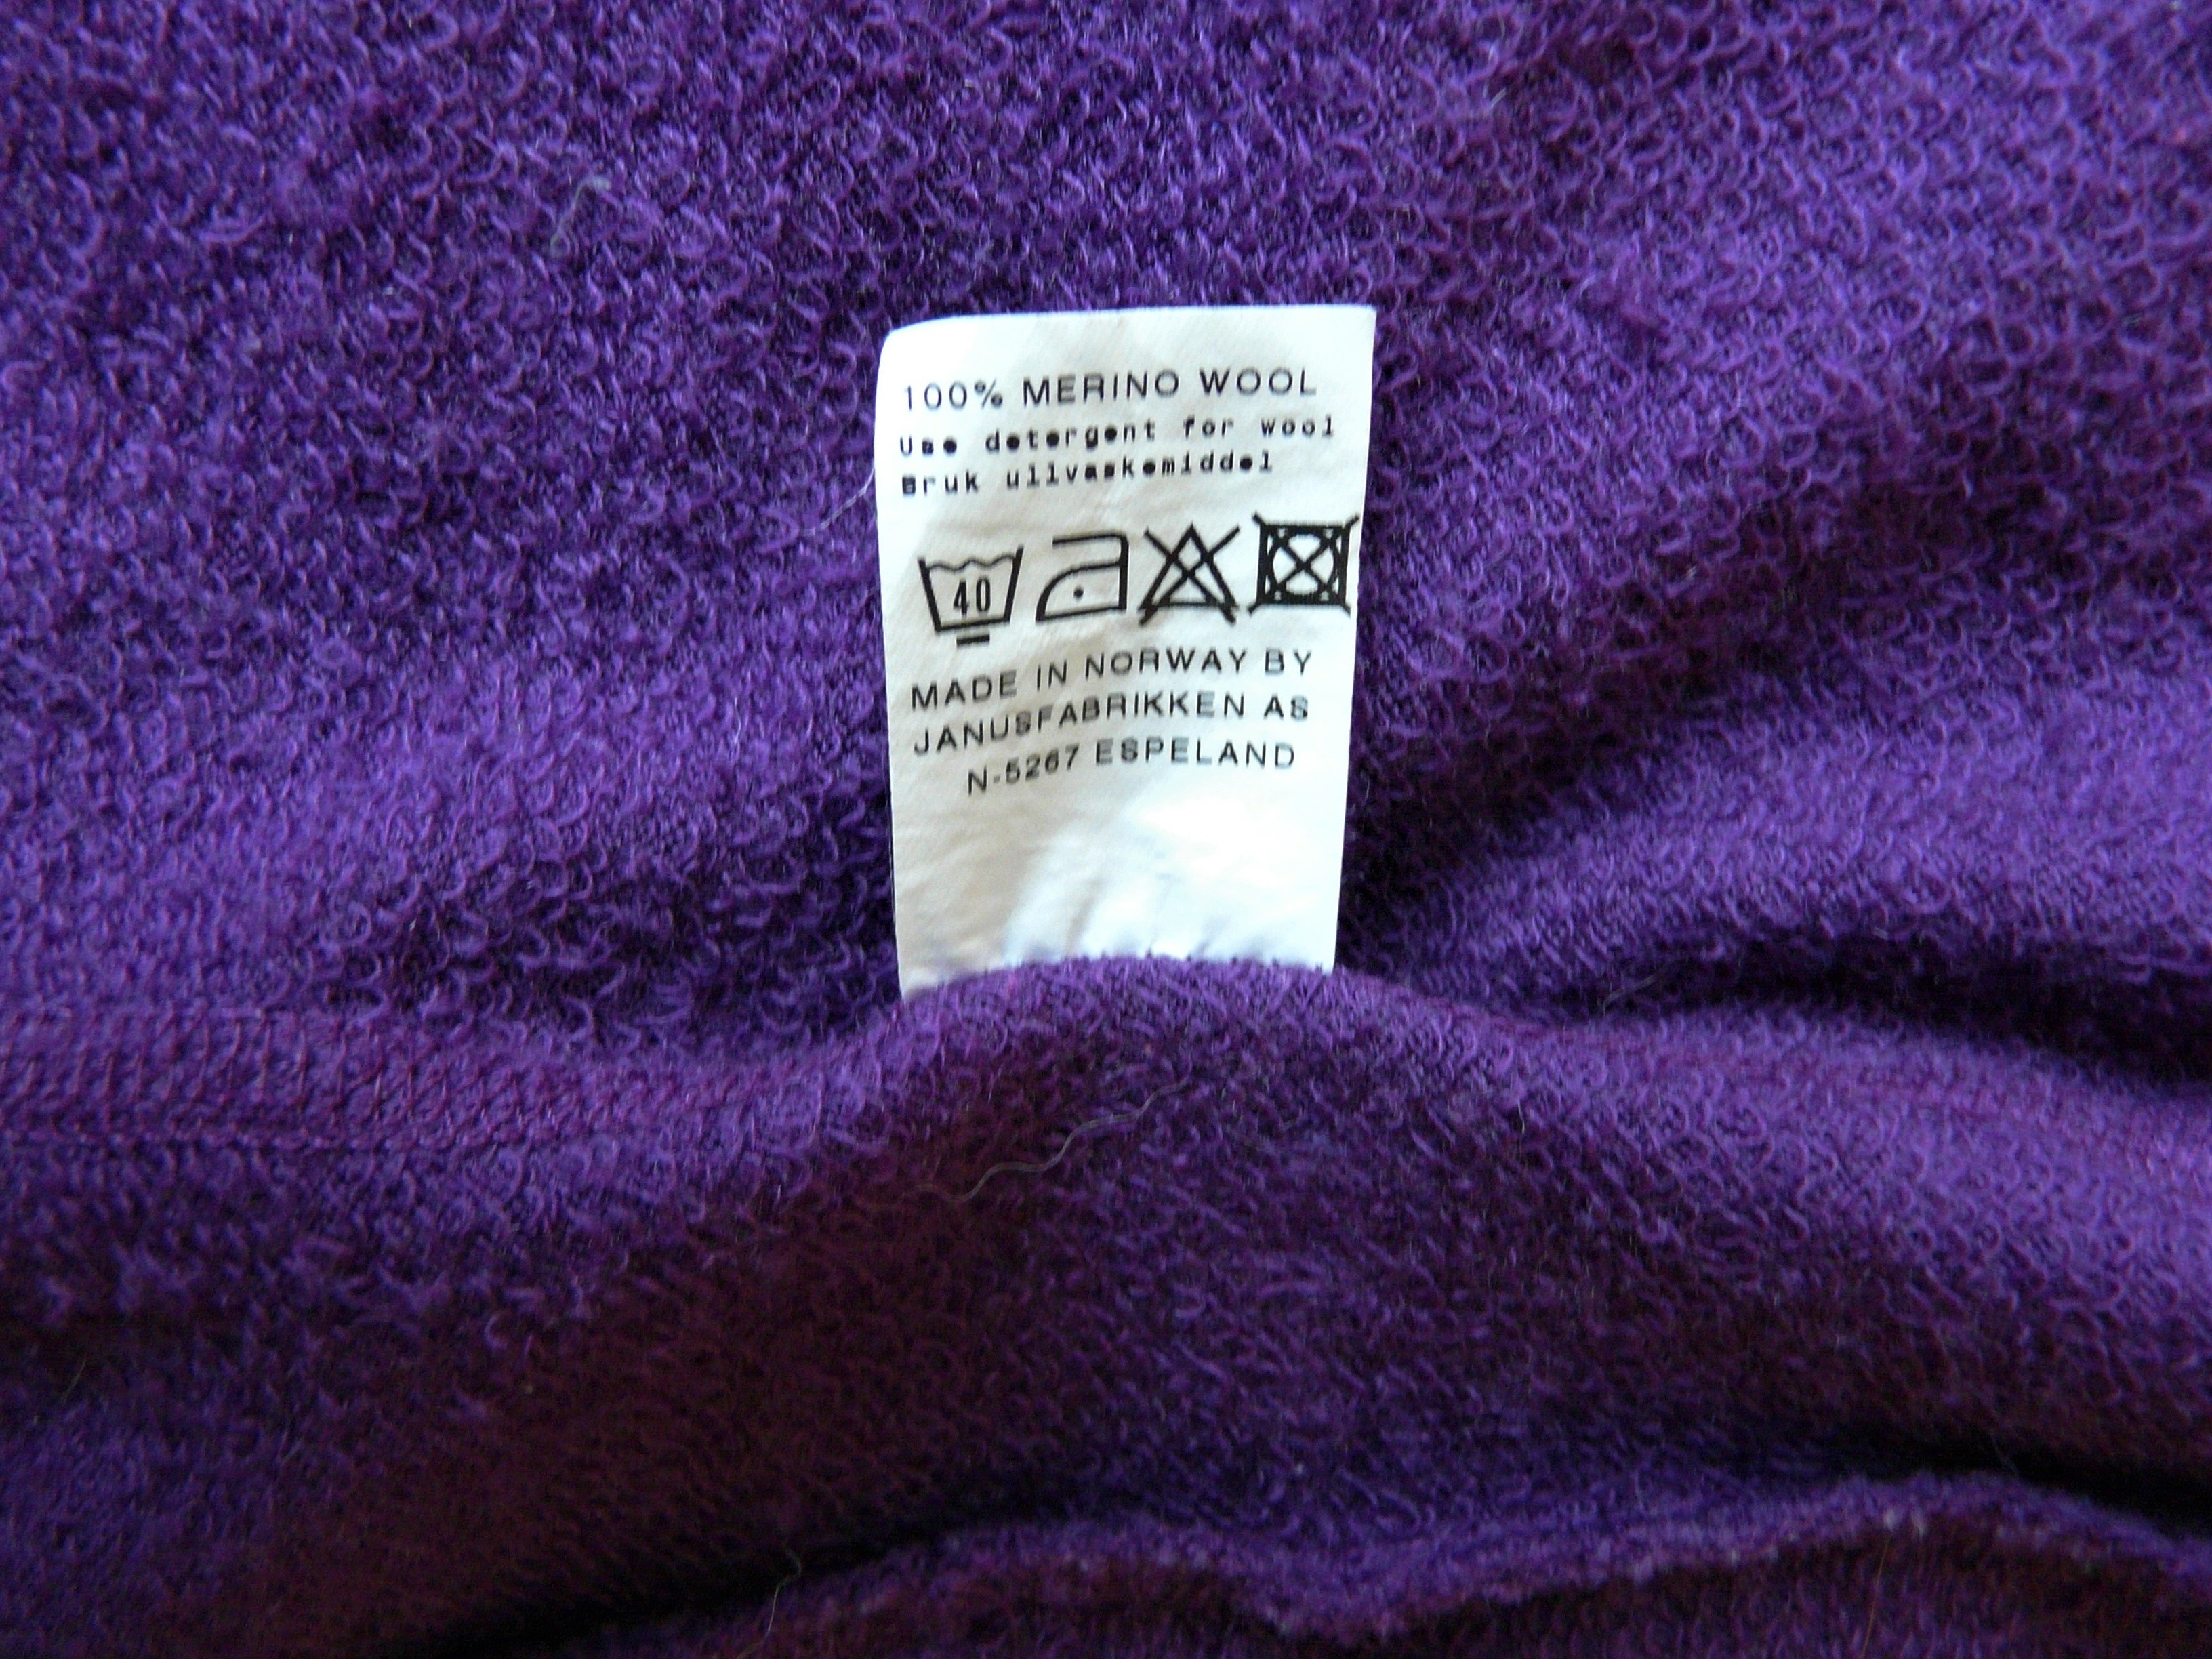 100% MERINO WOOL
Use detergent for wool
Bruk ullvaskemiddel
40
MADE IN NORWAY BY
JANUSFABRIKKEN AS
N-5267 ESPELAND